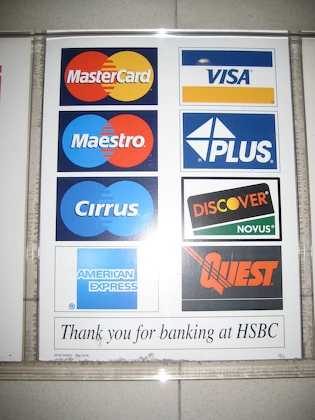 MasterCard
VISA
Maestro
PLUS
Cirrus
DISCOVER
NOVUS
AMERICAN
EXPRESS
QUEST
Thank you for banking at HSBC